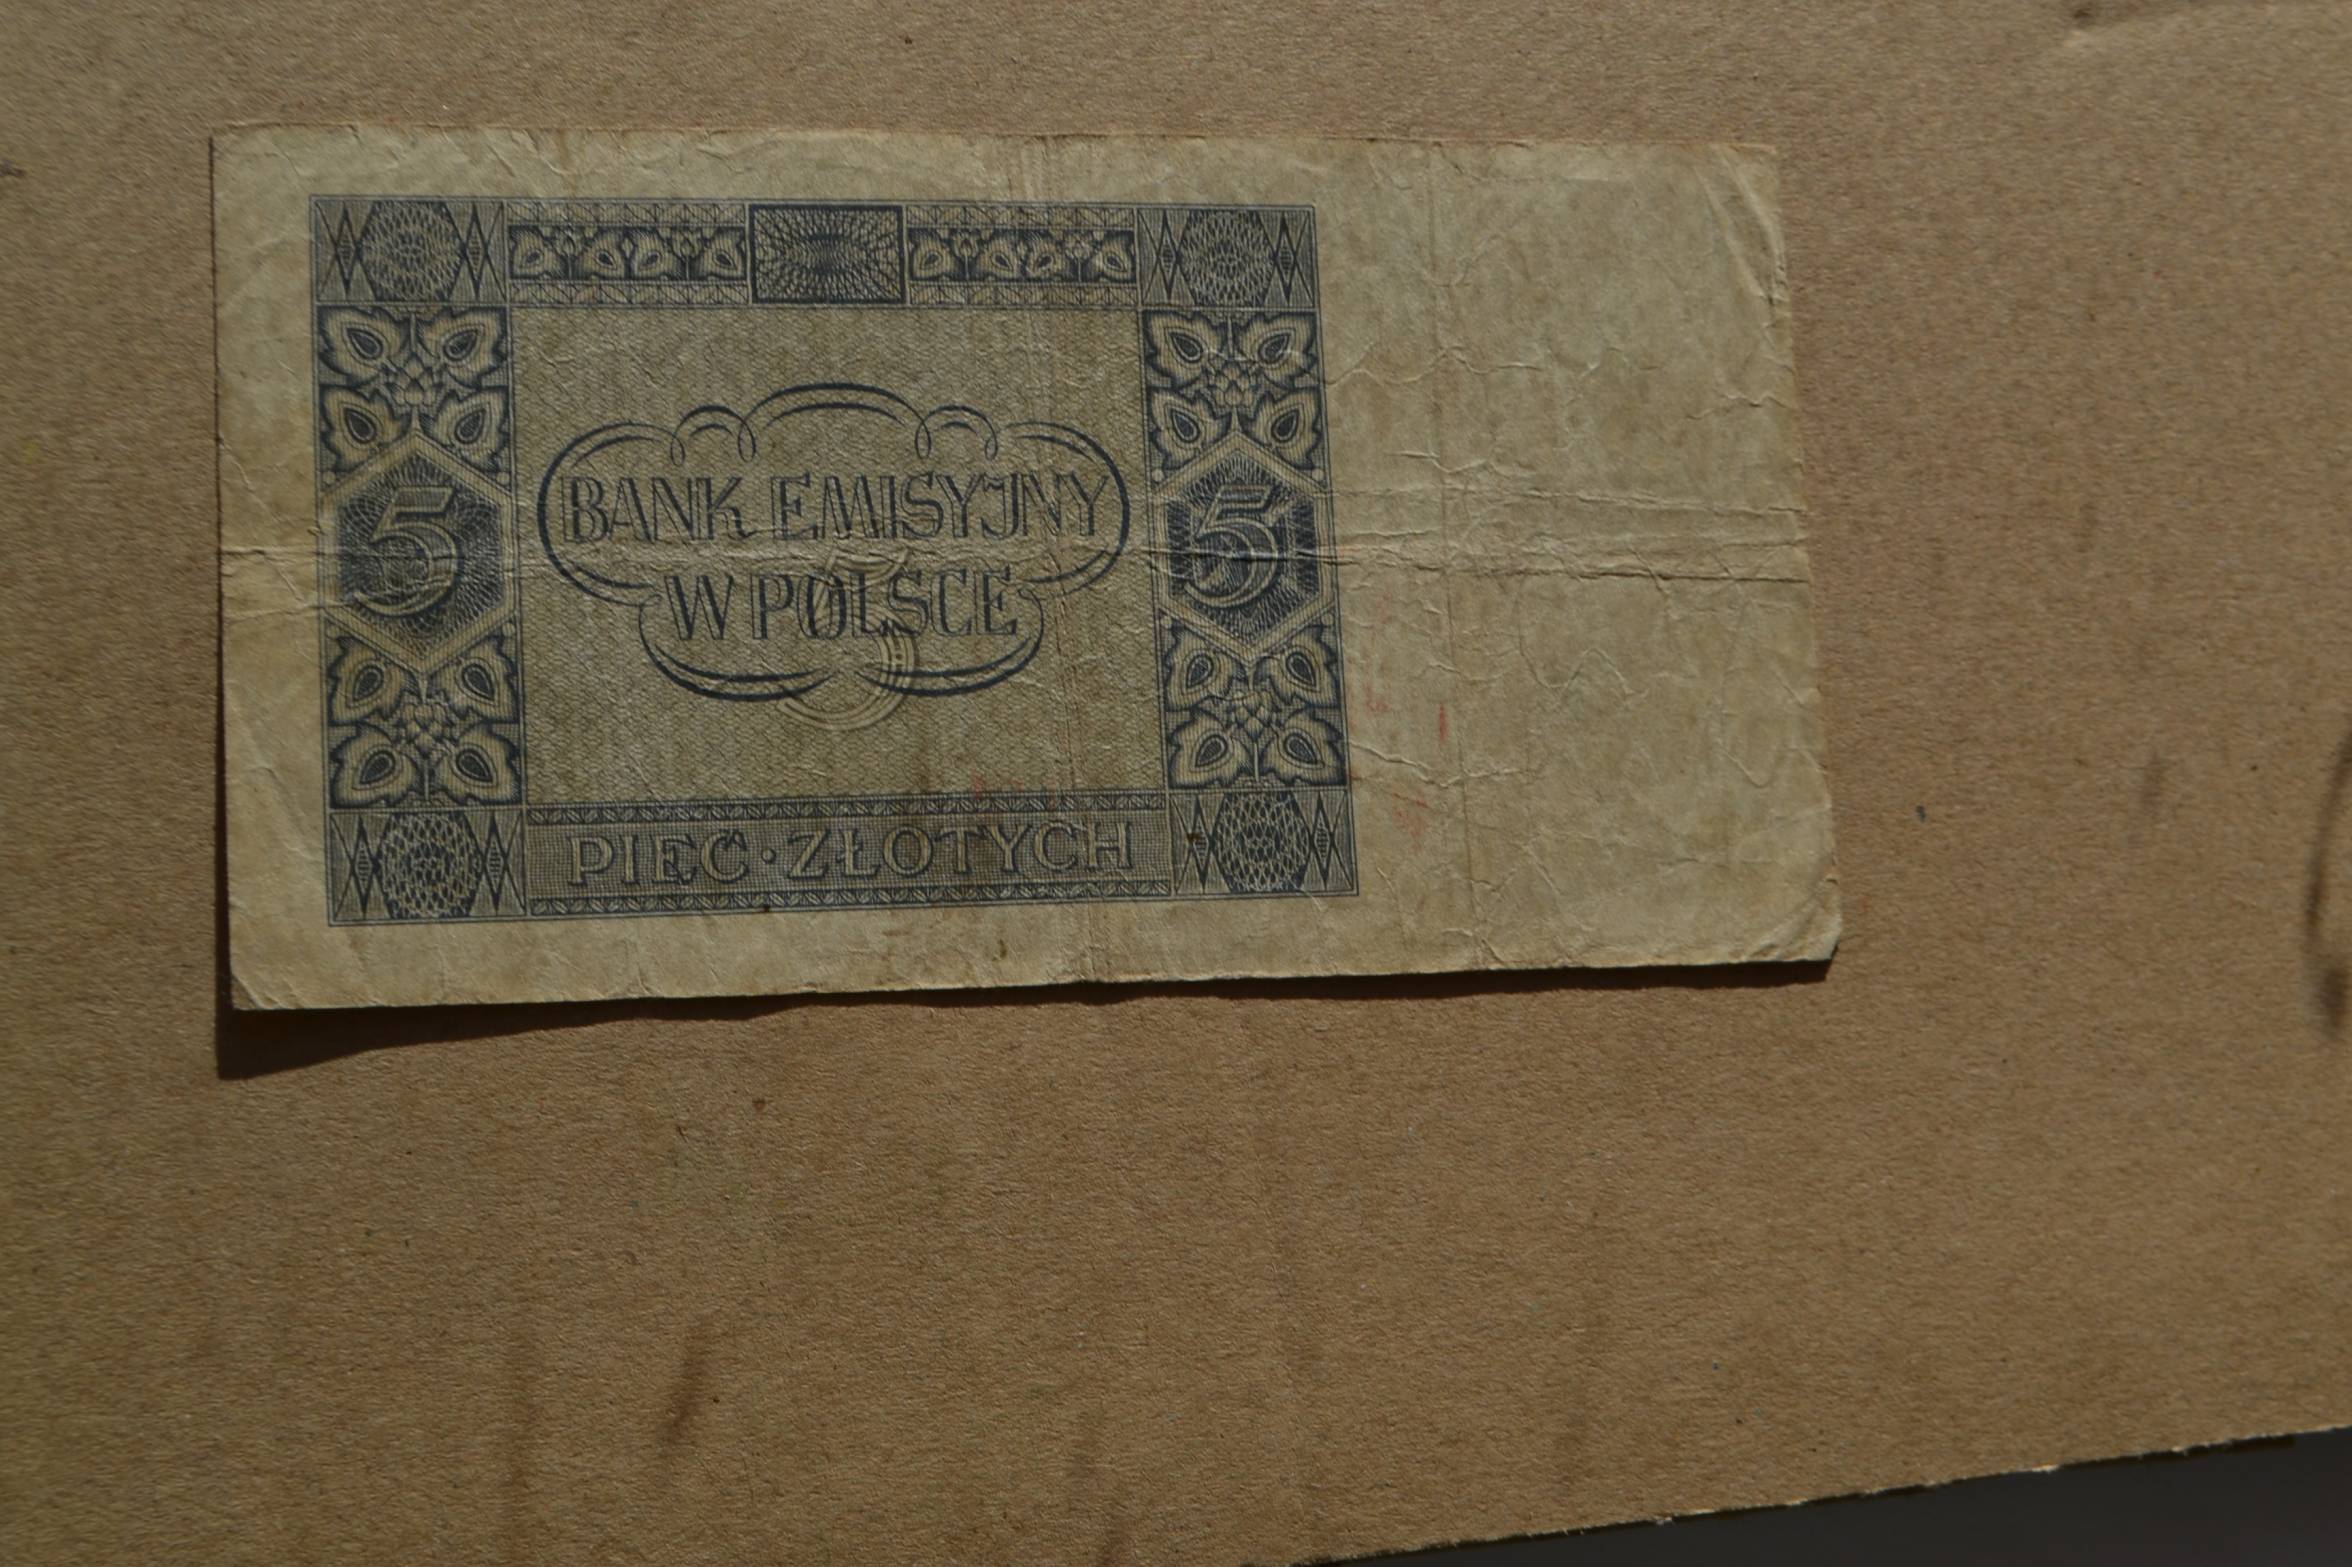 BANK EMISYJNY
5 5
W POLSCE
PIĘĆ · ZŁOTYCH